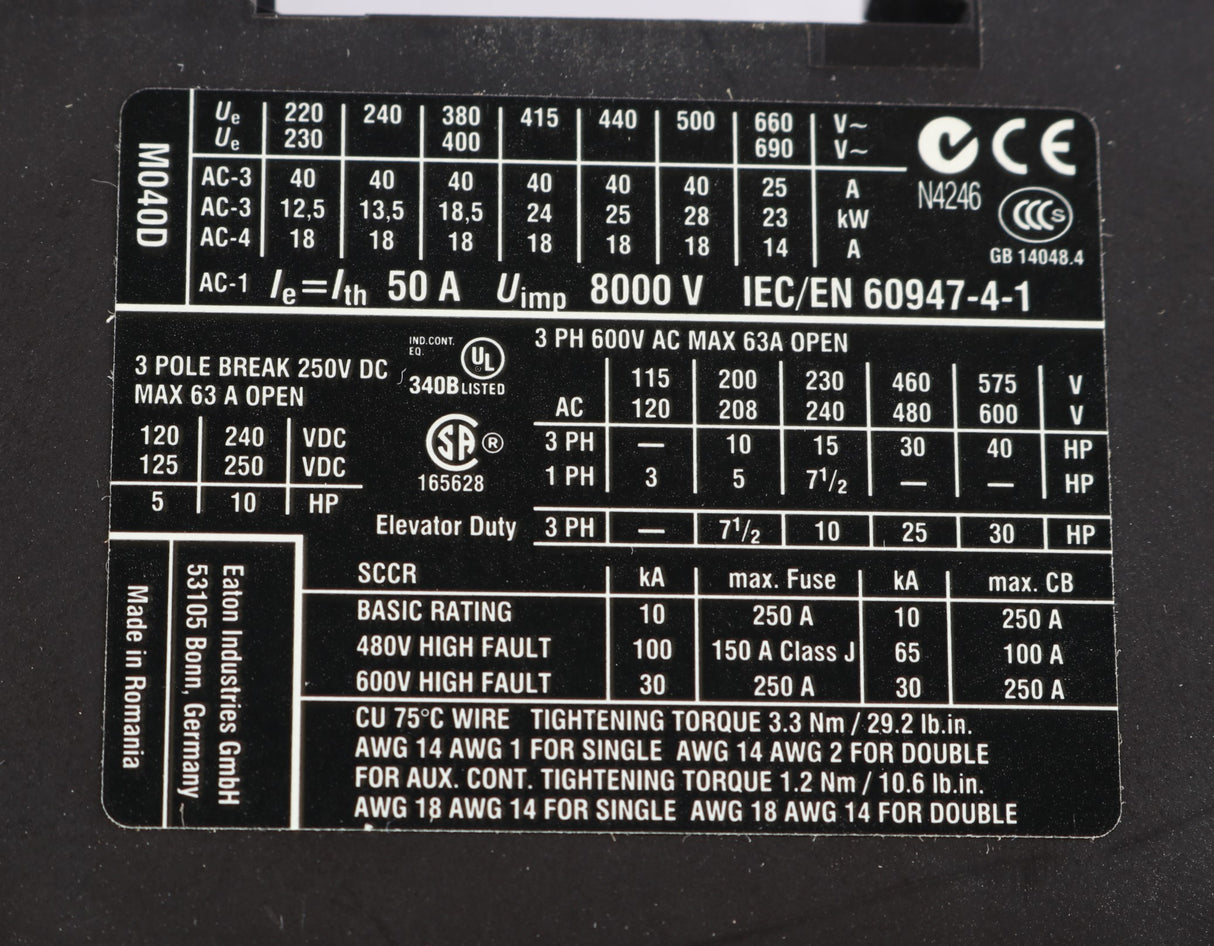 M040D
Ue 220 240 380 415 440 500 660 V~
Ue 230 400 690 V~
AC-3 40 40 40 40 40 40 25 A
AC-3 12,5 13,5 18,5 24 25 28 23 kW
AC-4 18 18 18 18 18 18 14 A
AC-1 Ie=Ith 50 A Uimp 8000 V IEC/EN 60947-4-1
CE
N4246
CCC S
GB 14048.4
3 POLE BREAK 250V DC
MAX 63 A OPEN
120 240 VDC
125 250 VDC
5 10 HP
IND.CONT.
EQ.
UL
340B LISTED
SA ®
165628
3 PH 600V AC MAX 63A OPEN
115 200 230 460 575 V
AC 120 208 240 480 600 V
3 PH — 10 15 30 40 HP
1 PH 3 5 7 1/2 — — HP
Elevator Duty 3 PH — 7 1/2 10 25 30 HP
Eaton Industries GmbH
53105 Bonn, Germany
Made in Romania
SCCR kA max. Fuse kA max. CB
BASIC RATING 10 250 A 10 250 A
480V HIGH FAULT 100 150 A Class J 65 100 A
600V HIGH FAULT 30 250 A 30 250 A
CU 75°C WIRE TIGHTENING TORQUE 3.3 Nm / 29.2 lb.in.
AWG 14 AWG 1 FOR SINGLE AWG 14 AWG 2 FOR DOUBLE
FOR AUX. CONT. TIGHTENING TORQUE 1.2 Nm / 10.6 lb.in.
AWG 18 AWG 14 FOR SINGLE AWG 18 AWG 14 FOR DOUBLE